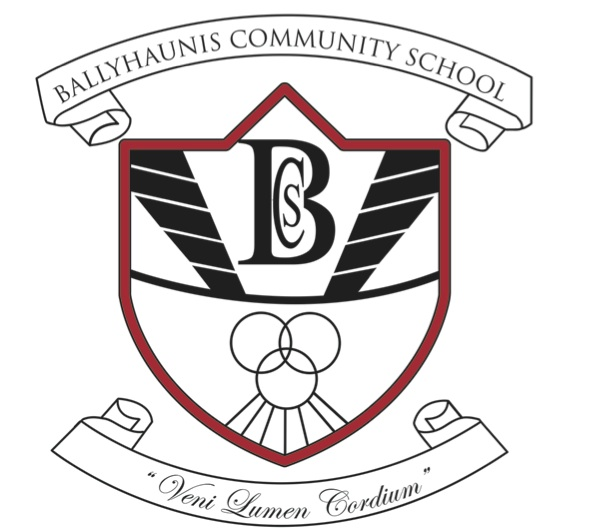 BALLYHAUNIS COMMUNITY SCHOOL
BCS
"Veni Lumen Cordium"